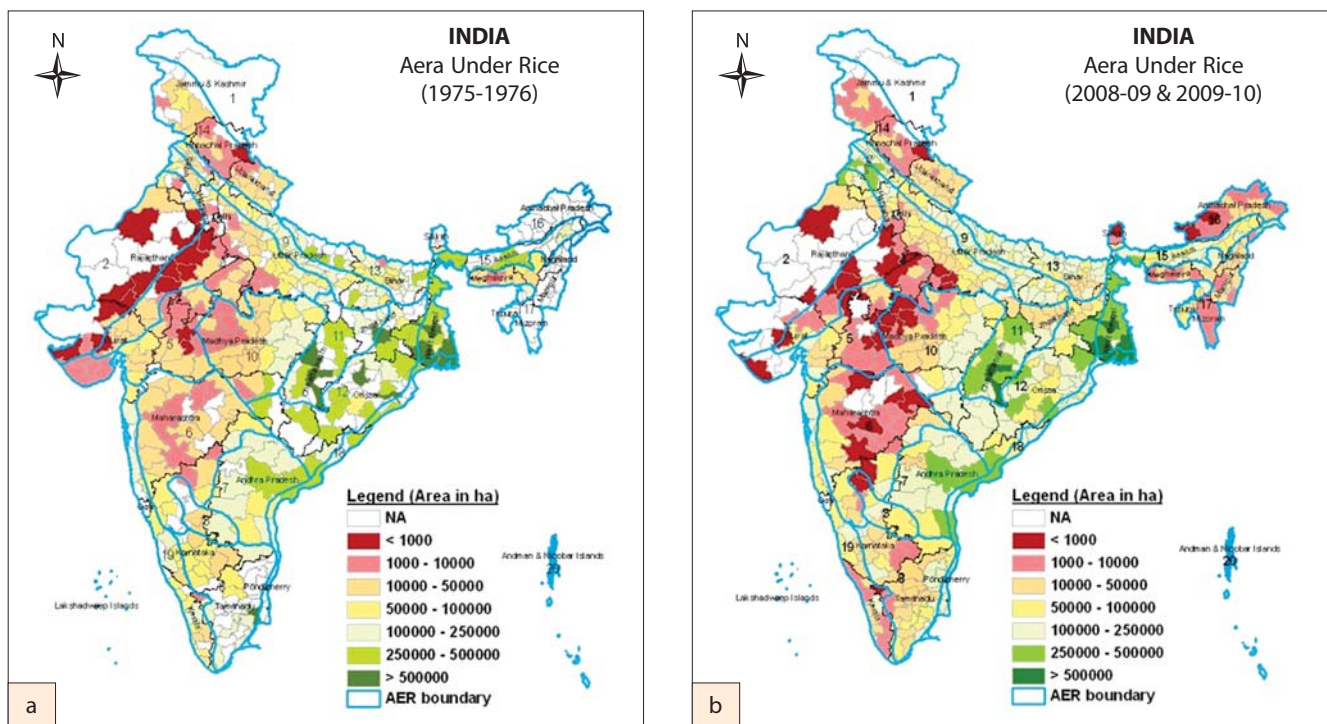 N
INDIA
Aera Under Rice
(1975-1976)
Jammu & Kashmir
1
14
Himachal Pradesh
Uttarakhand
2
Rajasthan
9
Uttar Pradesh
13
Bihar
15
16
Arunachal Pradesh
Nagaland
Meghalaya
17
Mizoram
5
Madhya Pradesh
10
11
12
Orissa
Maharashtra
6
18
7
Andhra Pradesh
19
Karnataka
8
Pondicherry
Tamilnadu
Lakshadweep Islands
Andman & Nicobar Islands
20
Legend (Area in ha)
NA
< 1000
1000 - 10000
10000 - 50000
50000 - 100000
100000 - 250000
250000 - 500000
> 500000
AER boundary
a
N
INDIA
Aera Under Rice
(2008-09 & 2009-10)
Jammu & Kashmir
1
14
Himachal Pradesh
Uttarakhand
2
Rajasthan
9
Uttar Pradesh
13
Bihar
15
16
Arunachal Pradesh
Nagaland
Meghalaya
17
Tripura
Mizoram
5
Madhya Pradesh
10
11
12
Orissa
Maharashtra
6
18
7
Andhra Pradesh
19
Karnataka
8
Pondicherry
Tamilnadu
Lakshadweep Islands
Andman & Nicobar Islands
20
Legend (Area in ha)
NA
< 1000
1000 - 10000
10000 - 50000
50000 - 100000
100000 - 250000
250000 - 500000
> 500000
AER boundary
b